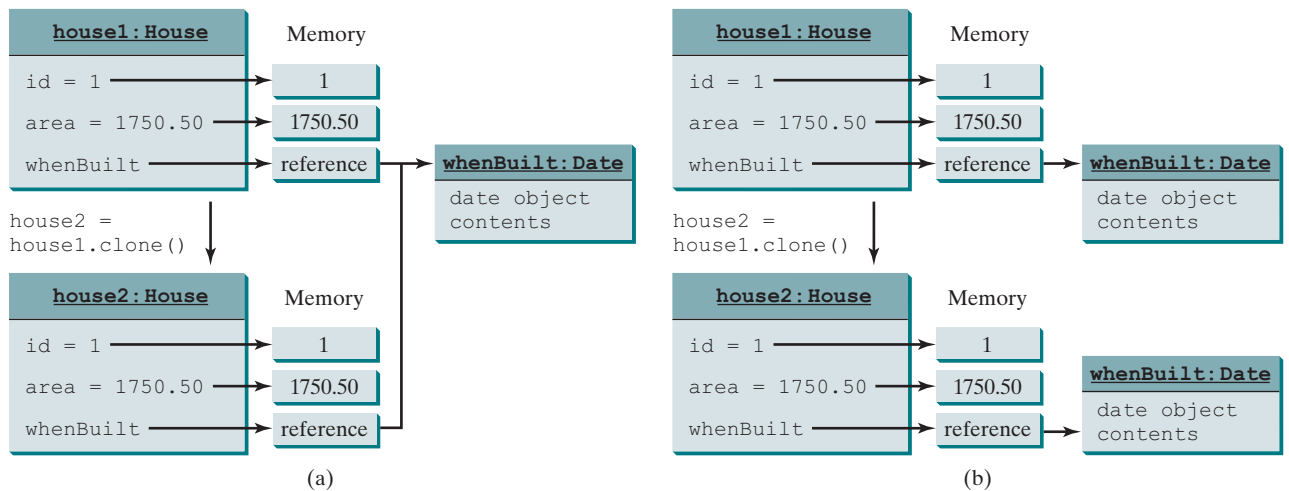 house1:House
Memory
id = 1
1
area = 1750.50
1750.50
whenBuilt
reference
whenBuilt:Date
date object
contents
house2 =
house1.clone()
house2:House
Memory
id = 1
1
area = 1750.50
1750.50
whenBuilt
reference
(a)
house1:House
Memory
id = 1
1
area = 1750.50
1750.50
whenBuilt
reference
whenBuilt:Date
date object
contents
house2 =
house1.clone()
house2:House
Memory
id = 1
1
area = 1750.50
1750.50
whenBuilt
reference
whenBuilt:Date
date object
contents
(b)